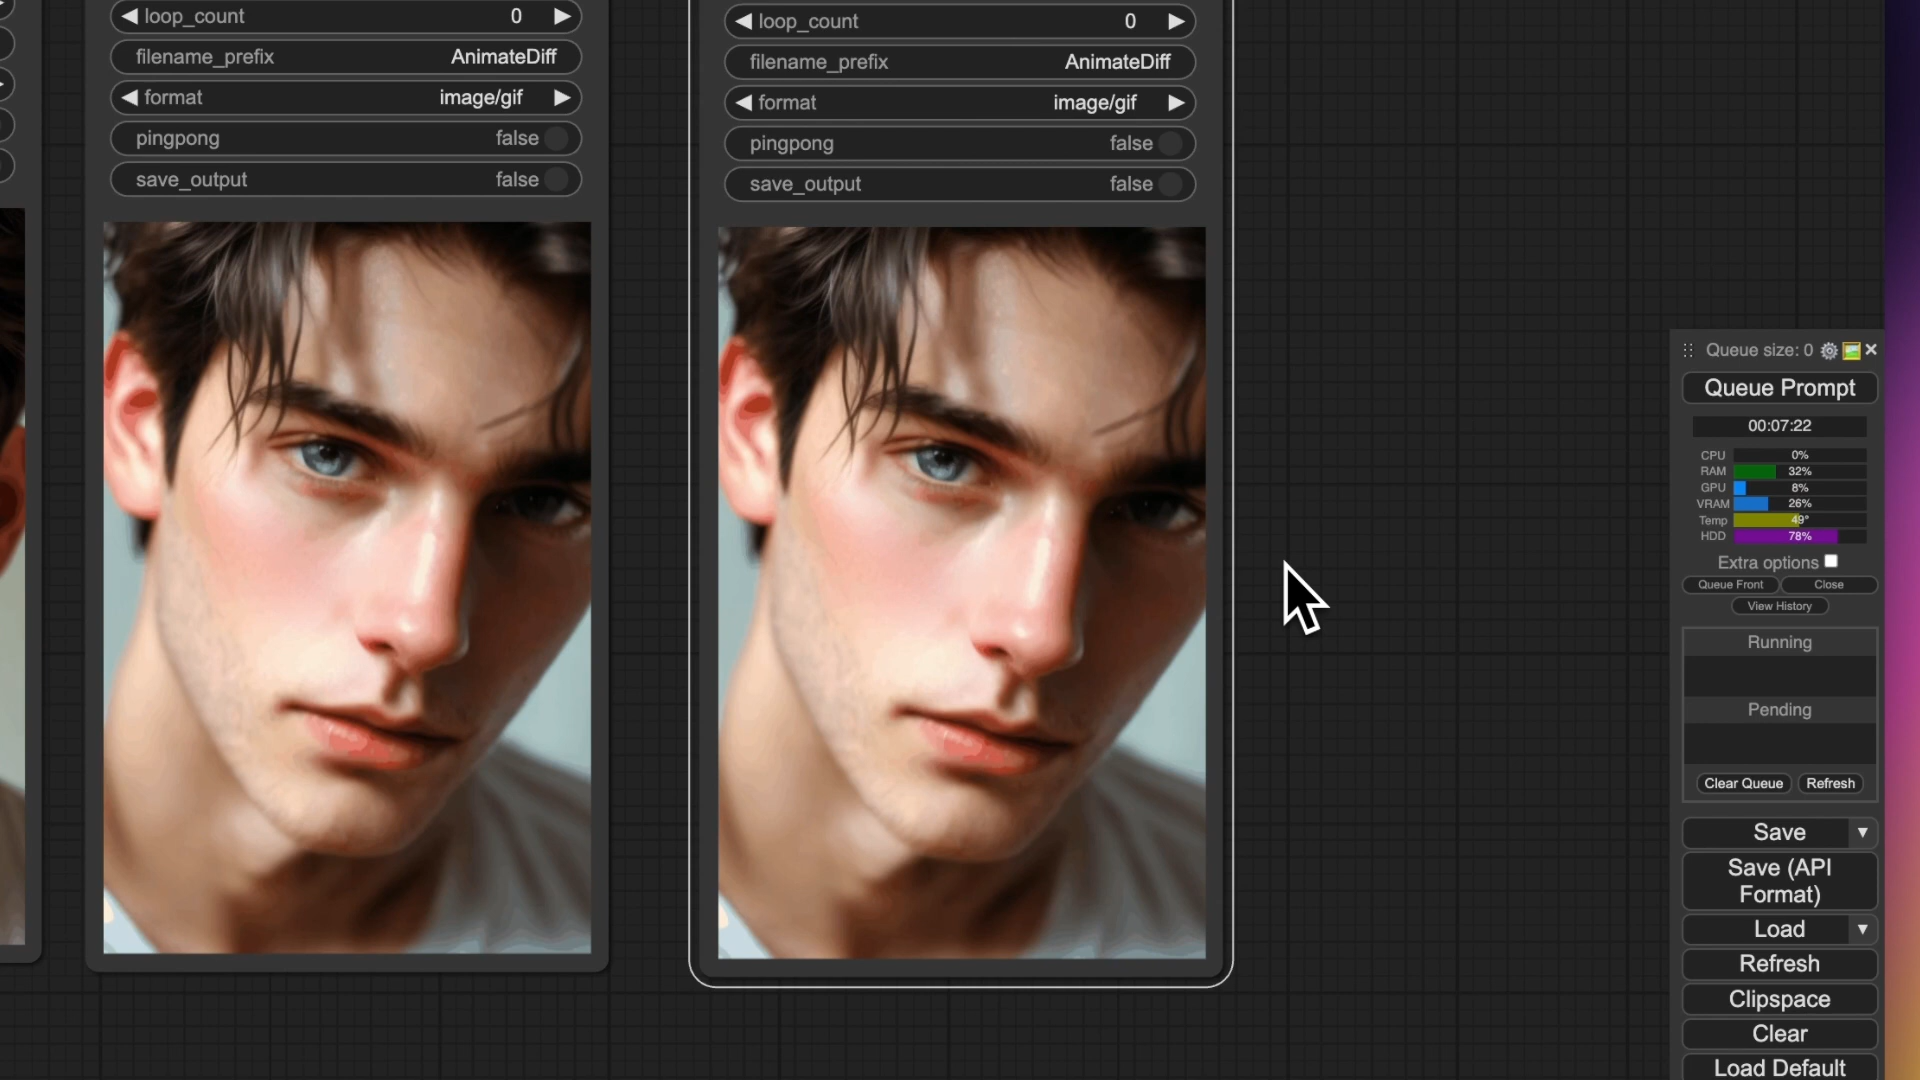 loop_count 0
filename_prefix AnimateDiff
format image/gif
pingpong false
save_output false
loop_count 0
filename_prefix AnimateDiff
format image/gif
pingpong false
save_output false
Queue size: 0
Queue Prompt
00:07:22
CPU 0%
RAM 32%
GPU 8%
VRAM 26%
Temp 49°
HDD 78%
Extra options
Queue Front Close
View History
Running
Pending
Clear Queue Refresh
Save
Save (API
Format)
Load
Refresh
Clipspace
Clear
Load Default